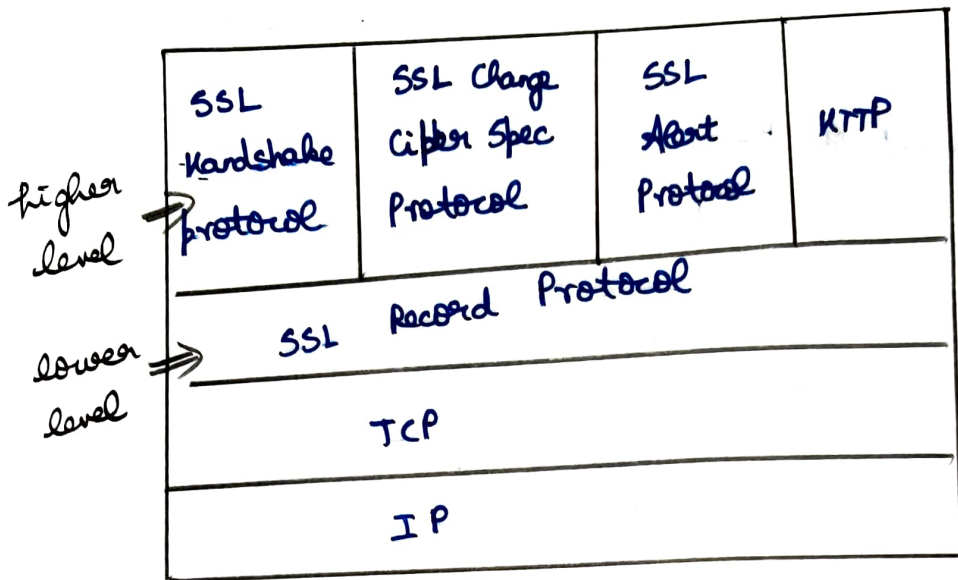 SSL
Handshake
protocol
SSL Change
Cipher Spec
Protocol
SSL
Alert
Protocol
HTTP
higher
level
SSL Record Protocol
lower
level
TCP
IP